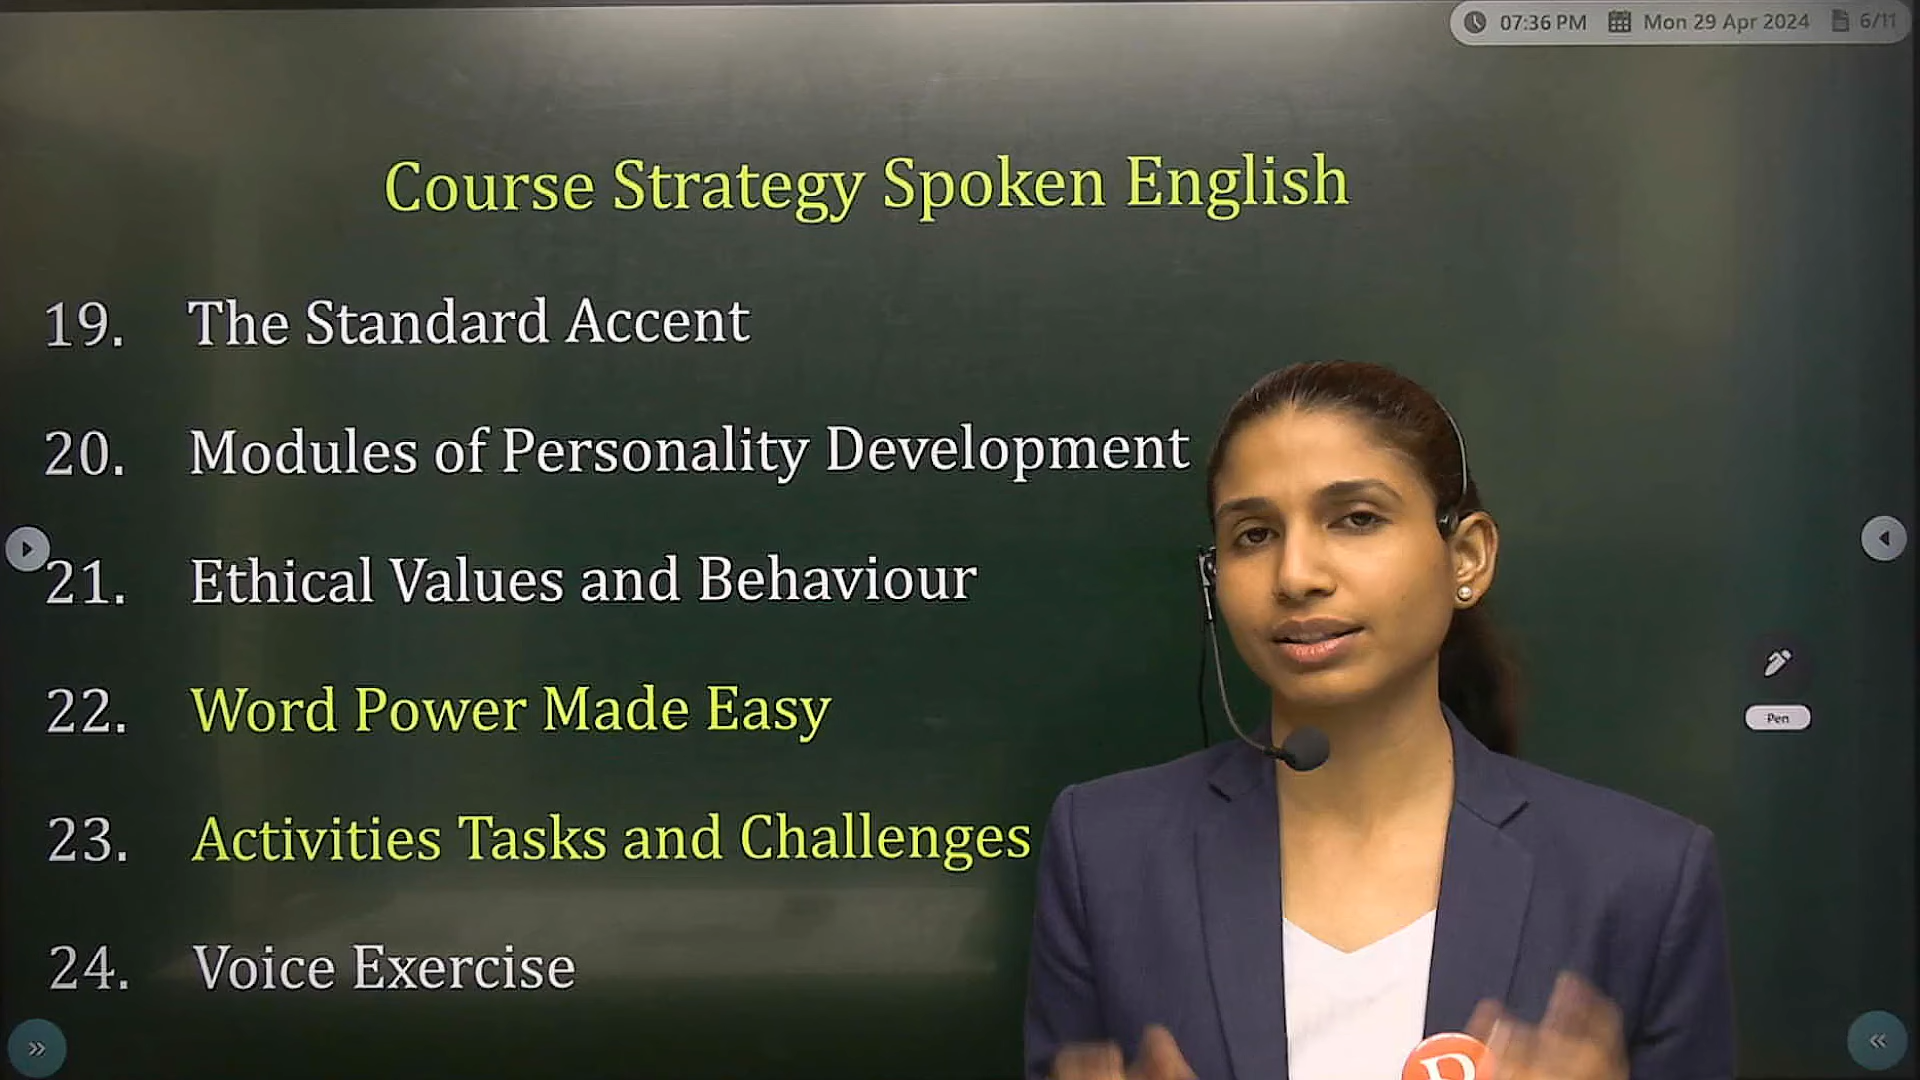 07:36 PM Mon 29 Apr 2024 6/11
Course Strategy Spoken English
19. The Standard Accent
20. Modules of Personality Development
21. Ethical Values and Behaviour
22. Word Power Made Easy
23. Activities Tasks and Challenges
24. Voice Exercise
Pen